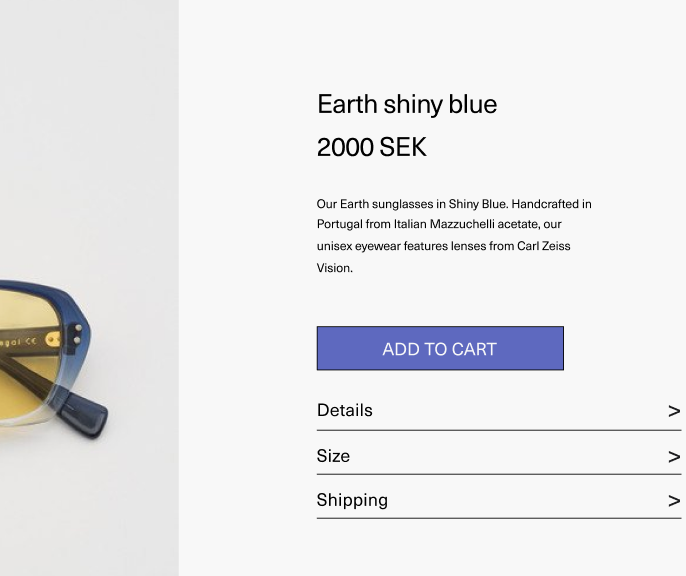 Earth shiny blue
2000 SEK
Our Earth sunglasses in Shiny Blue. Handcrafted in
Portugal from Italian Mazzuchelli acetate, our
unisex eyewear features lenses from Carl Zeiss
Vision.
ADD TO CART
Details >
Size >
Shipping >